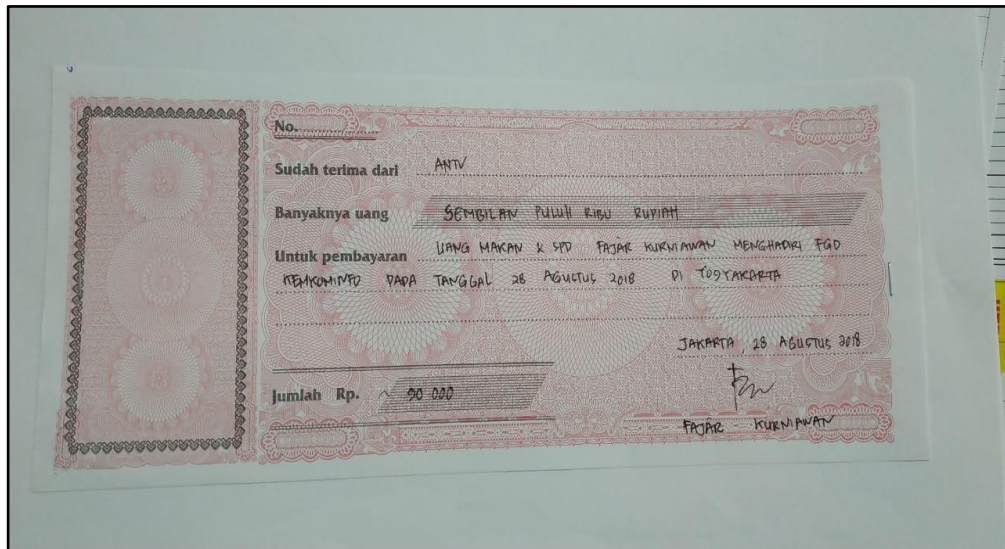 No.
Sudah terima dari ANTV
Banyaknya uang SEMBILAN PULUH RIBU RUPIAH
Untuk pembayaran UANG MAKAN & SPD FAJAR KURNIAWAN MENGHADIRI FGD
KEMKOMINFO PADA TANGGAL 28 AGUSTUS 2018 DI YOGYAKARTA
JAKARTA, 28 AGUSTUS 2018
Jumlah Rp. 90 000
FAJAR KURNIAWAN